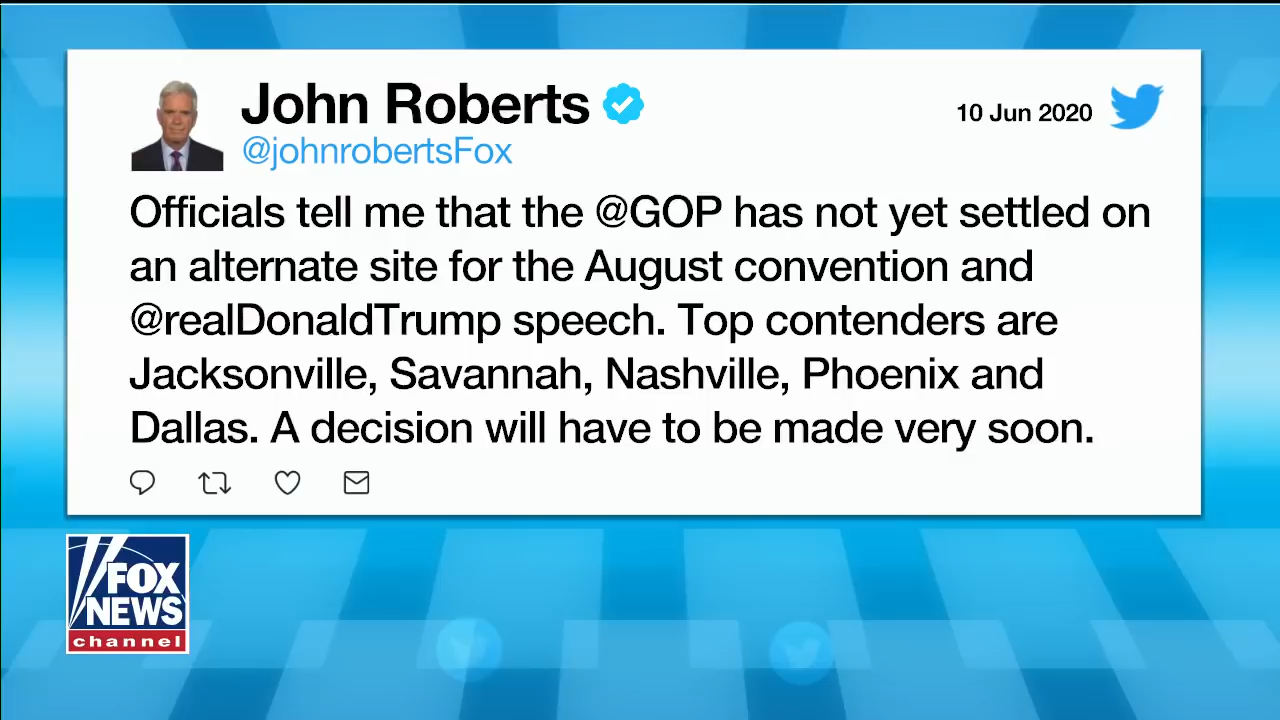 John Roberts
10 Jun 2020
@johnrobertsFox
Officials tell me that the @GOP has not yet settled on
an alternate site for the August convention and
@realDonaldTrump speech. Top contenders are
Jacksonville, Savannah, Nashville, Phoenix and
Dallas. A decision will have to be made very soon.
FOX
NEWS
channel